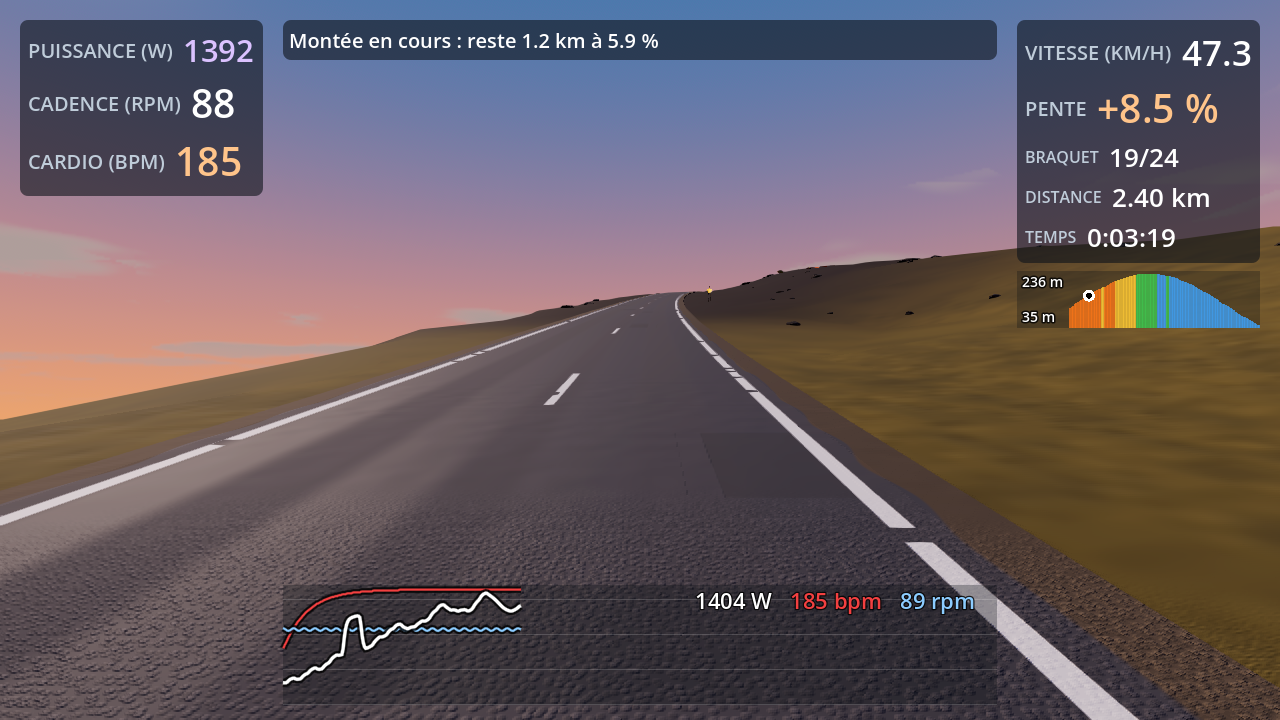 PUISSANCE (W) 1392
CADENCE (RPM) 88
CARDIO (BPM) 185
Montée en cours : reste 1.2 km à 5.9 %
VITESSE (KM/H) 47.3
PENTE +8.5 %
BRAQUET 19/24
DISTANCE 2.40 km
TEMPS 0:03:19
236 m
35 m
1404 W 185 bpm 89 rpm